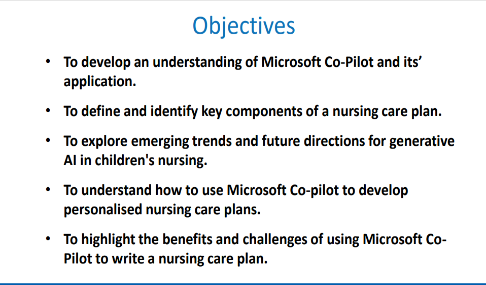 Objectives
• To develop an understanding of Microsoft Co-Pilot and its’
application.
• To define and identify key components of a nursing care plan.
• To explore emerging trends and future directions for generative
AI in children's nursing.
• To understand how to use Microsoft Co-pilot to develop
personalised nursing care plans.
• To highlight the benefits and challenges of using Microsoft Co-
Pilot to write a nursing care plan.